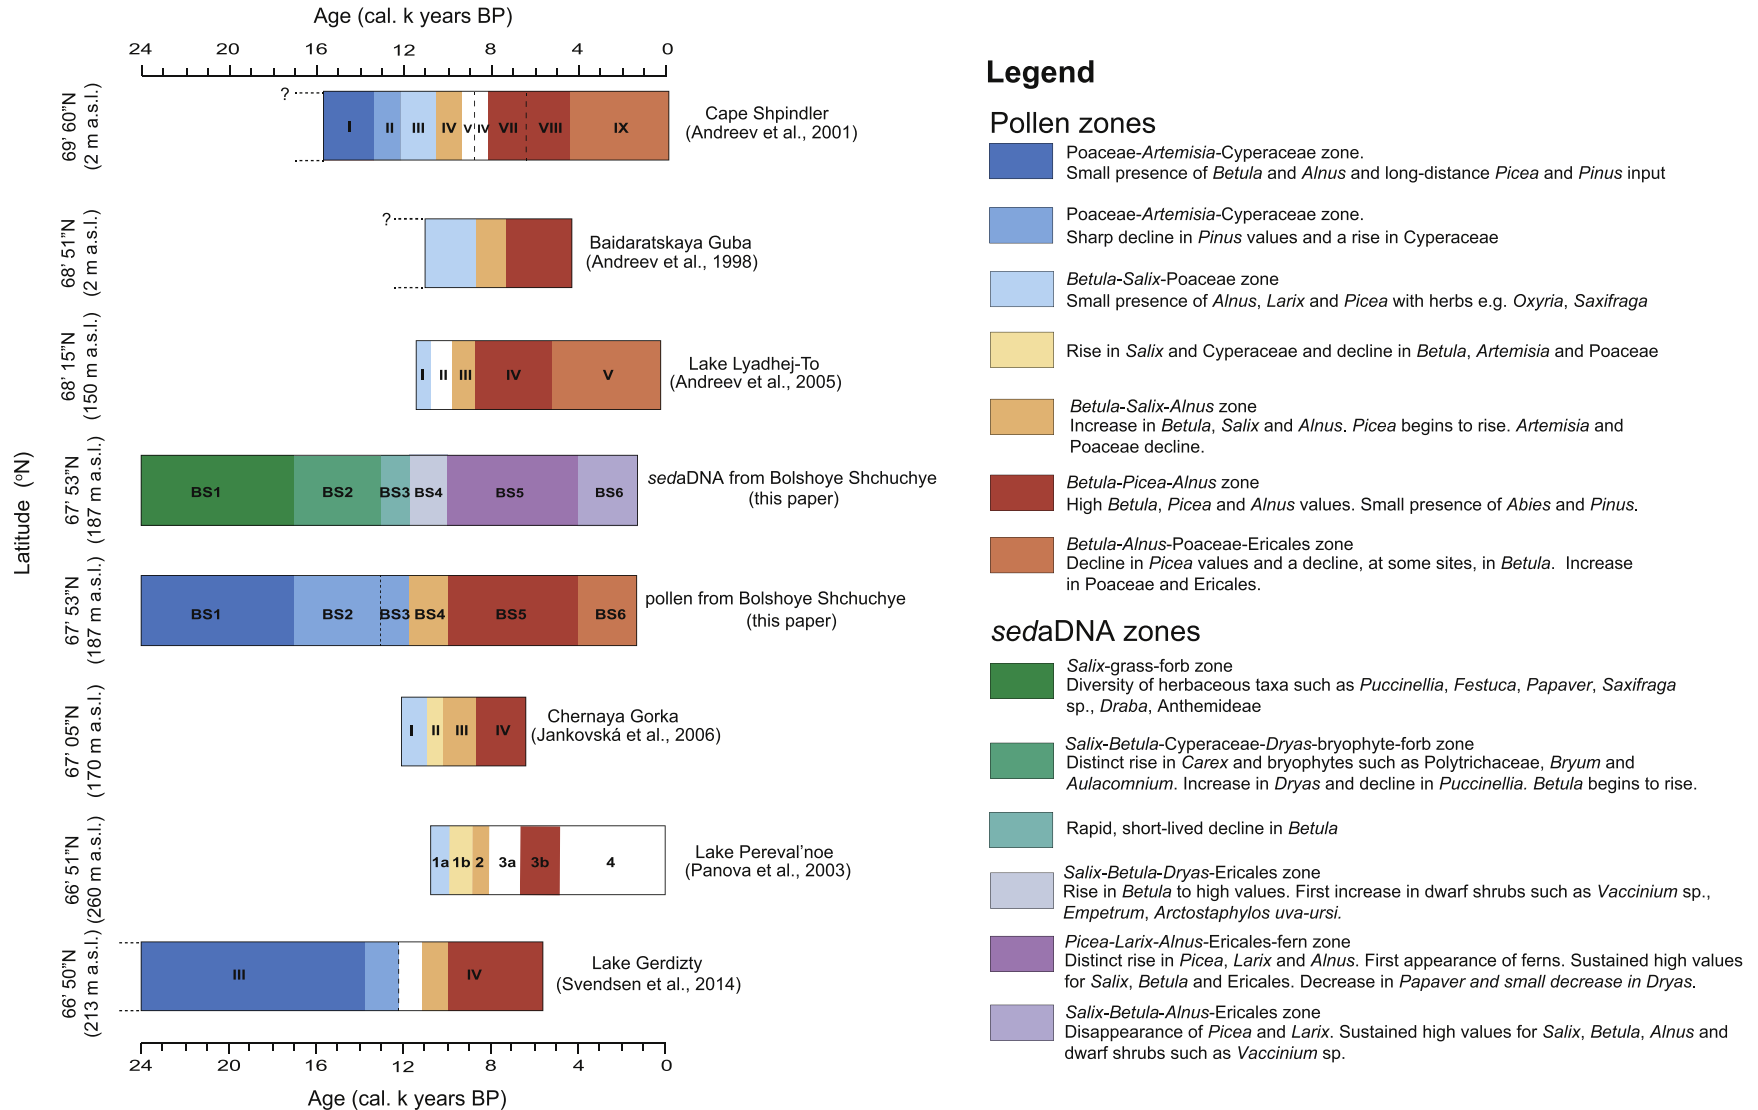 Age (cal. k years BP)
24 20 16 12 8 4 0
69' 60"N
(2 m a.s.l.)
?
I II III IV V IV VII VIII IX
Cape Shpindler
(Andreev et al., 2001)
68' 51"N
(2 m a.s.l.)
?
Baidaratskaya Guba
(Andreev et al., 1998)
68' 15"N
(150 m a.s.l.)
I II III IV V
Lake Lyadhej-To
(Andreev et al., 2005)
Latitude (ºN)
67' 53"N
(187 m a.s.l.)
BS1 BS2 BS3 BS4 BS5 BS6
sedaDNA from Bolshoye Shchuchye
(this paper)
67' 53"N
(187 m a.s.l.)
BS1 BS2 BS3 BS4 BS5 BS6
pollen from Bolshoye Shchuchye
(this paper)
67' 05"N
(170 m a.s.l.)
I II III IV
Chernaya Gorka
(Jankovská et al., 2006)
66' 51"N
(260 m a.s.l.)
1a 1b 2 3a 3b 4
Lake Pereval'noe
(Panova et al., 2003)
66' 50"N
(213 m a.s.l.)
III IV
Lake Gerdizty
(Svendsen et al., 2014)
24 20 16 12 8 4 0
Age (cal. k years BP)
Legend
Pollen zones
Poaceae-Artemisia-Cyperaceae zone.
Small presence of Betula and Alnus and long-distance Picea and Pinus input
Poaceae-Artemisia-Cyperaceae zone.
Sharp decline in Pinus values and a rise in Cyperaceae
Betula-Salix-Poaceae zone
Small presence of Alnus, Larix and Picea with herbs e.g. Oxyria, Saxifraga
Rise in Salix and Cyperaceae and decline in Betula, Artemisia and Poaceae
Betula-Salix-Alnus zone
Increase in Betula, Salix and Alnus. Picea begins to rise. Artemisia and
Poaceae decline.
Betula-Picea-Alnus zone
High Betula, Picea and Alnus values. Small presence of Abies and Pinus.
Betula-Alnus-Poaceae-Ericales zone
Decline in Picea values and a decline, at some sites, in Betula. Increase
in Poaceae and Ericales.
sedaDNA zones
Salix-grass-forb zone
Diversity of herbaceous taxa such as Puccinellia, Festuca, Papaver, Saxifraga
sp., Draba, Anthemideae
Salix-Betula-Cyperaceae-Dryas-bryophyte-forb zone
Distinct rise in Carex and bryophytes such as Polytrichaceae, Bryum and
Aulacomnium. Increase in Dryas and decline in Puccinellia. Betula begins to rise.
Rapid, short-lived decline in Betula
Salix-Betula-Dryas-Ericales zone
Rise in Betula to high values. First increase in dwarf shrubs such as Vaccinium sp.,
Empetrum, Arctostaphylos uva-ursi.
Picea-Larix-Alnus-Ericales-fern zone
Distinct rise in Picea, Larix and Alnus. First appearance of ferns. Sustained high values
for Salix, Betula and Ericales. Decrease in Papaver and small decrease in Dryas.
Salix-Betula-Alnus-Ericales zone
Disappearance of Picea and Larix. Sustained high values for Salix, Betula, Alnus and
dwarf shrubs such as Vaccinium sp.